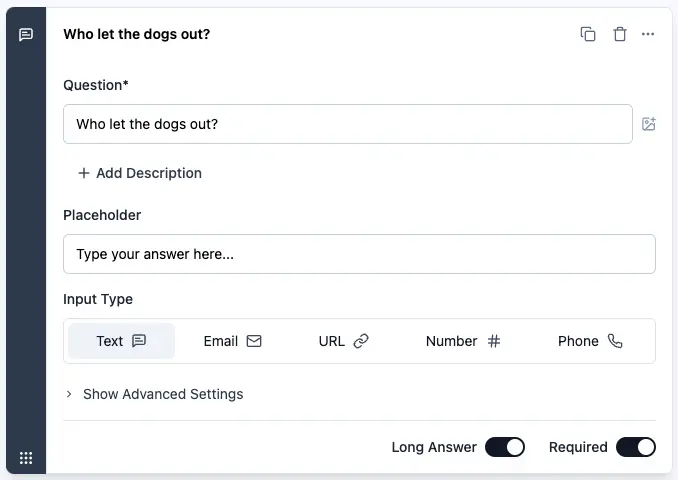 Who let the dogs out?
Question*
Who let the dogs out?
Add Description
Placeholder
Type your answer here...
Input Type
Text Email URL Number Phone
Show Advanced Settings
Long Answer Required